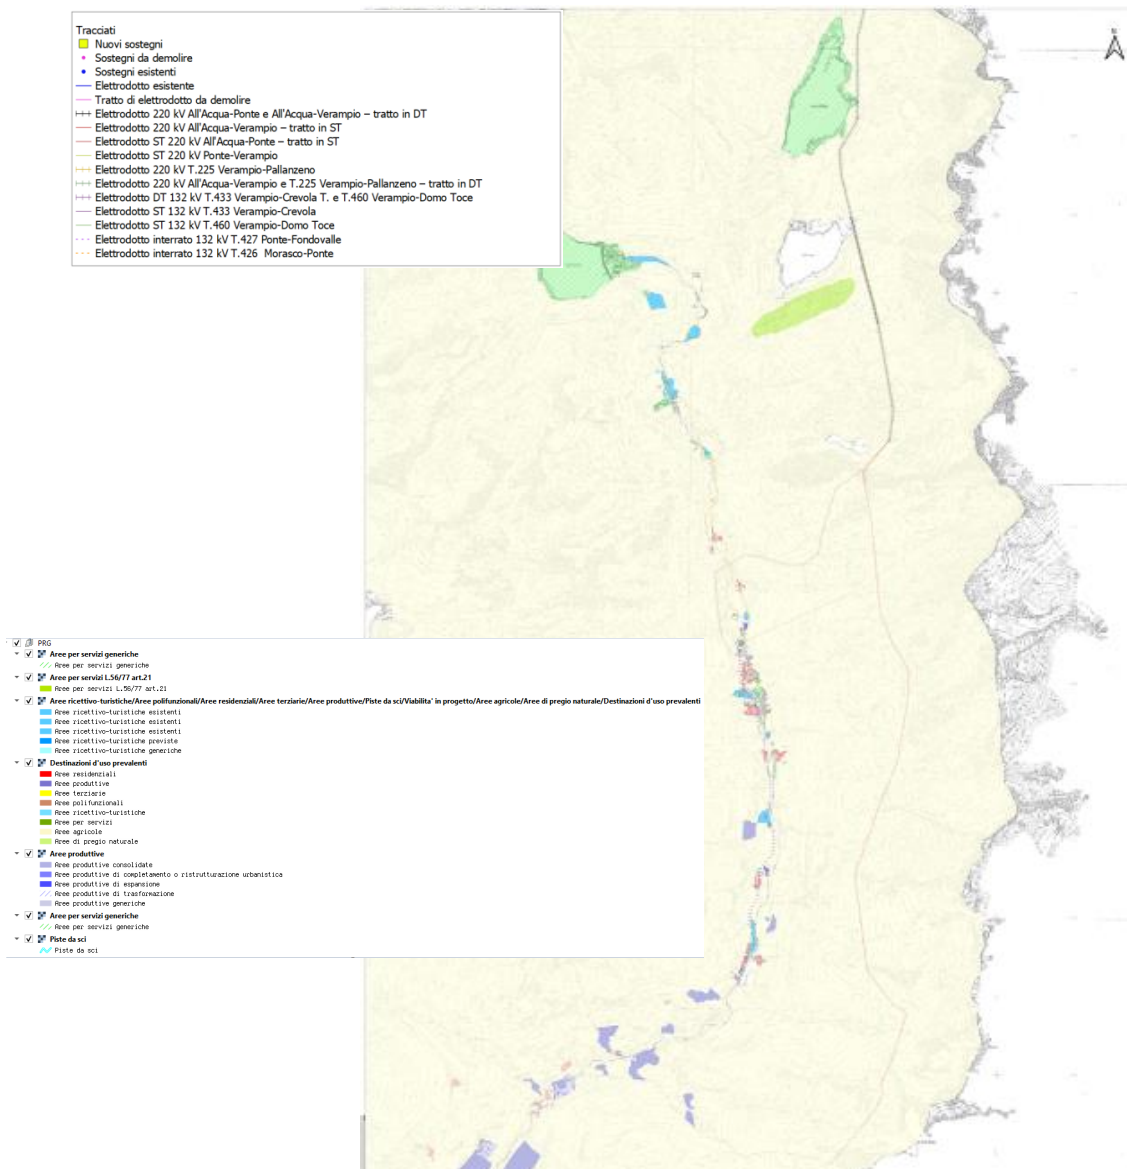 Tracciati
Nuovi sostegni
Sostegni da demolire
Sostegni esistenti
Elettrodotto esistente
Tratto di elettrodotto da demolire
Elettrodotto 220 kV All'Acqua-Ponte e All'Acqua-Verampio – tratto in DT
Elettrodotto 220 kV All'Acqua-Verampio – tratto in ST
Elettrodotto ST 220 kV All'Acqua-Ponte – tratto in ST
Elettrodotto ST 220 kV Ponte-Verampio
Elettrodotto 220 kV T.225 Verampio-Pallanzeno
Elettrodotto 220 kV All'Acqua-Verampio e T.225 Verampio-Pallanzeno – tratto in DT
Elettrodotto DT 132 kV T.433 Verampio-Crevola T. e T.460 Verampio-Domo Toce
Elettrodotto ST 132 kV T.433 Verampio-Crevola
Elettrodotto ST 132 kV T.460 Verampio-Domo Toce
Elettrodotto interrato 132 kV T.427 Ponte-Fondovalle
Elettrodotto interrato 132 kV T.426 Morasco-Ponte
N
PRG
Aree per servizi generiche
Aree per servizi generiche
Aree per servizi L.56/77 art.21
Aree per servizi L.56/77 art.21
Aree ricettivo-turistiche/Aree polifunzionali/Aree residenziali/Aree terziarie/Aree produttive/Piste da sci/Viabilita' in progetto/Aree agricole/Aree di pregio naturale/Destinazioni d'uso prevalenti
Aree ricettivo-turistiche esistenti
Aree ricettivo-turistiche esistenti
Aree ricettivo-turistiche esistenti
Aree ricettivo-turistiche previste
Aree ricettivo-turistiche generiche
Destinazioni d'uso prevalenti
Aree residenziali
Aree produttive
Aree terziarie
Aree polifunzionali
Aree ricettivo-turistiche
Aree per servizi
Aree agricole
Aree di pregio naturale
Aree produttive
Aree produttive consolidate
Aree produttive di completamento o ristrutturazione urbanistica
Aree produttive di espansione
Aree produttive di trasformazione
Aree produttive generiche
Aree per servizi generiche
Aree per servizi generiche
Piste da sci
Piste da sci